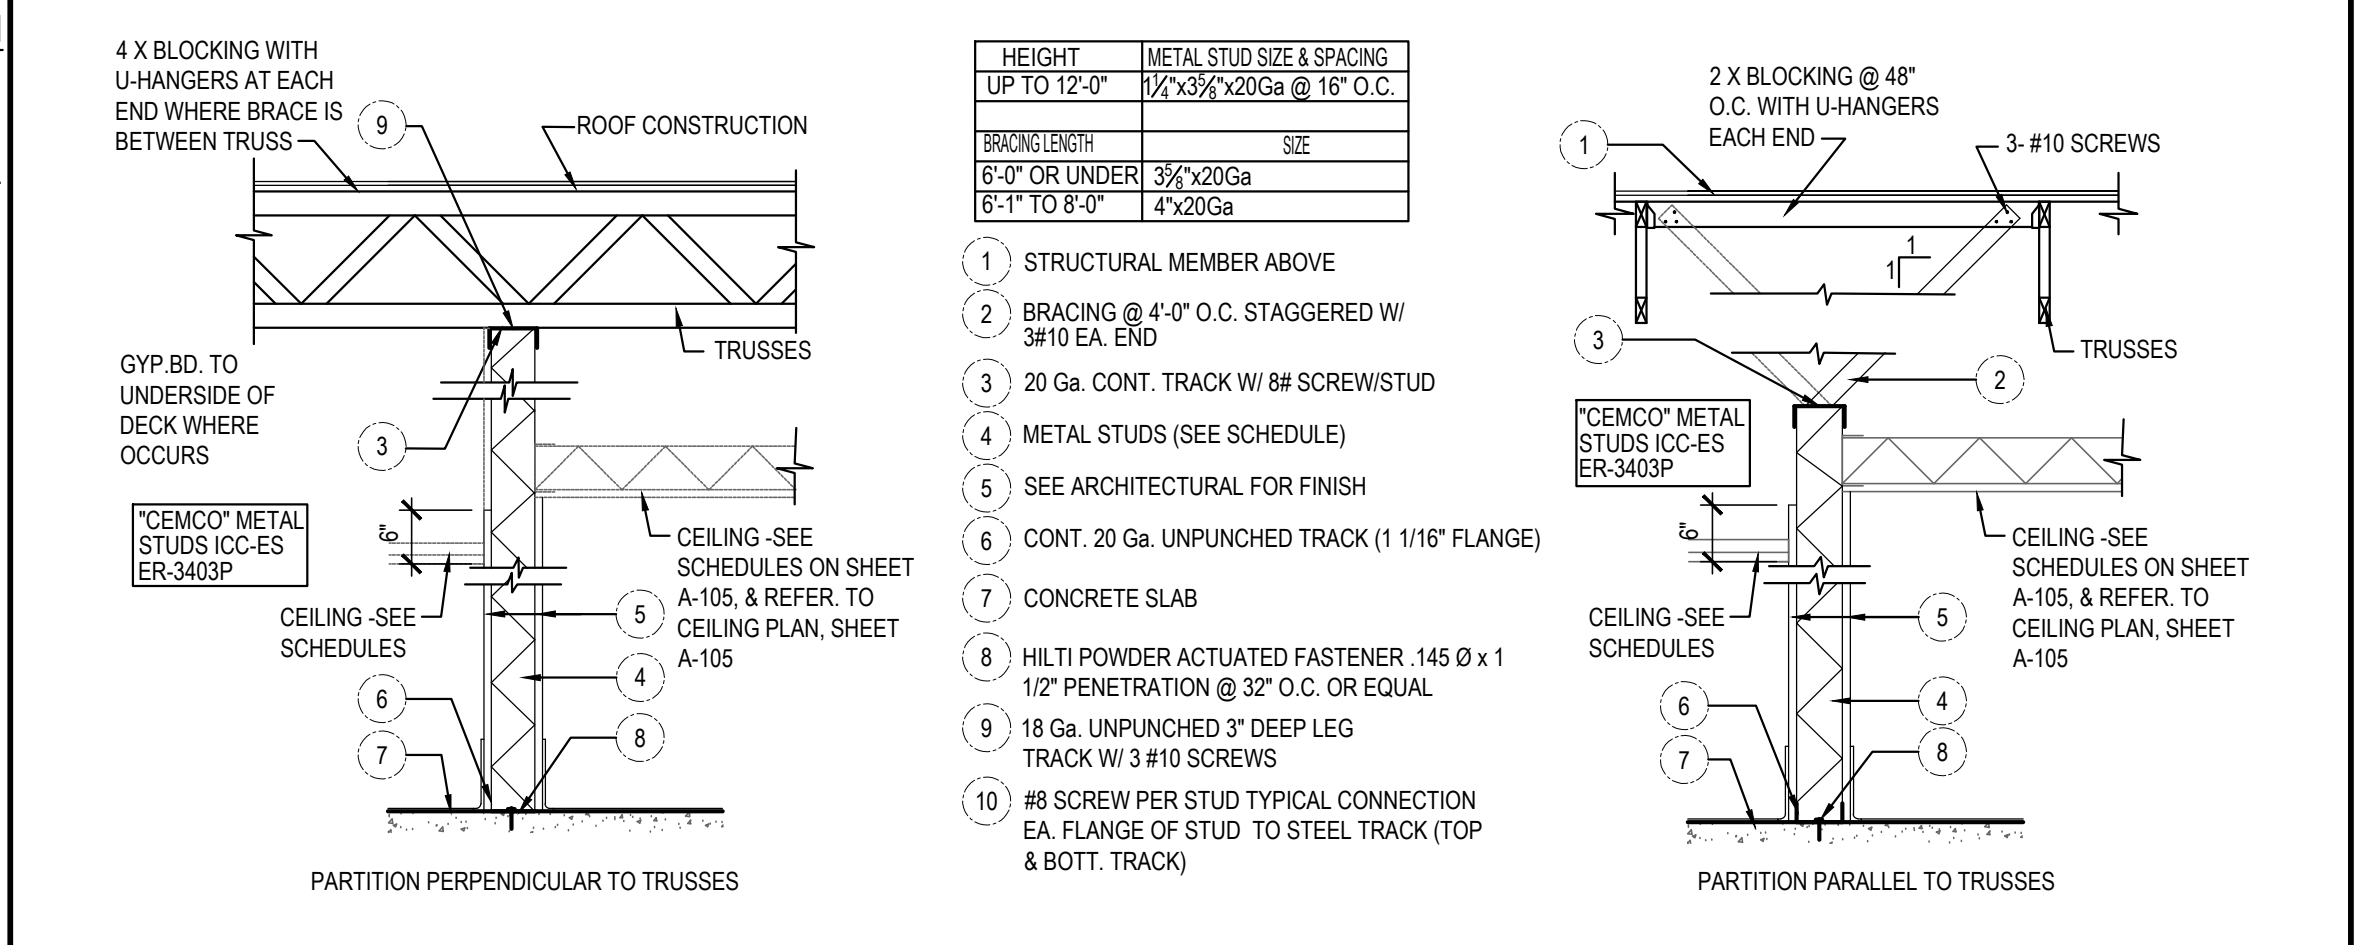 4 X BLOCKING WITH
U-HANGERS AT EACH
END WHERE BRACE IS
BETWEEN TRUSS
9
ROOF CONSTRUCTION
TRUSSES
GYP.BD. TO
UNDERSIDE OF
DECK WHERE
OCCURS
3
"CEMCO" METAL
STUDS ICC-ES
ER-3403P
6"
CEILING -SEE
SCHEDULES
CEILING -SEE
SCHEDULES ON SHEET
A-105, & REFER. TO
CEILING PLAN, SHEET
A-105
5
4
6
8
7
PARTITION PERPENDICULAR TO TRUSSES
HEIGHT METAL STUD SIZE & SPACING
UP TO 12'-0" 1¼"x3⅝"x20Ga @ 16" O.C.
BRACING LENGTH SIZE
6'-0" OR UNDER 3⅝"x20Ga
6'-1" TO 8'-0" 4"x20Ga
1 STRUCTURAL MEMBER ABOVE
2 BRACING @ 4'-0" O.C. STAGGERED W/
3#10 EA. END
3 20 Ga. CONT. TRACK W/ 8# SCREW/STUD
4 METAL STUDS (SEE SCHEDULE)
5 SEE ARCHITECTURAL FOR FINISH
6 CONT. 20 Ga. UNPUNCHED TRACK (1 1/16" FLANGE)
7 CONCRETE SLAB
8 HILTI POWDER ACTUATED FASTENER .145 Ø x 1
1/2" PENETRATION @ 32" O.C. OR EQUAL
9 18 Ga. UNPUNCHED 3" DEEP LEG
TRACK W/ 3 #10 SCREWS
10 #8 SCREW PER STUD TYPICAL CONNECTION
EA. FLANGE OF STUD TO STEEL TRACK (TOP
& BOTT. TRACK)
2 X BLOCKING @ 48"
O.C. WITH U-HANGERS
EACH END
1
3- #10 SCREWS
1
1
3
TRUSSES
2
"CEMCO" METAL
STUDS ICC-ES
ER-3403P
6"
CEILING -SEE
SCHEDULES
CEILING -SEE
SCHEDULES ON SHEET
A-105, & REFER. TO
CEILING PLAN, SHEET
A-105
5
4
6
8
7
PARTITION PARALLEL TO TRUSSES